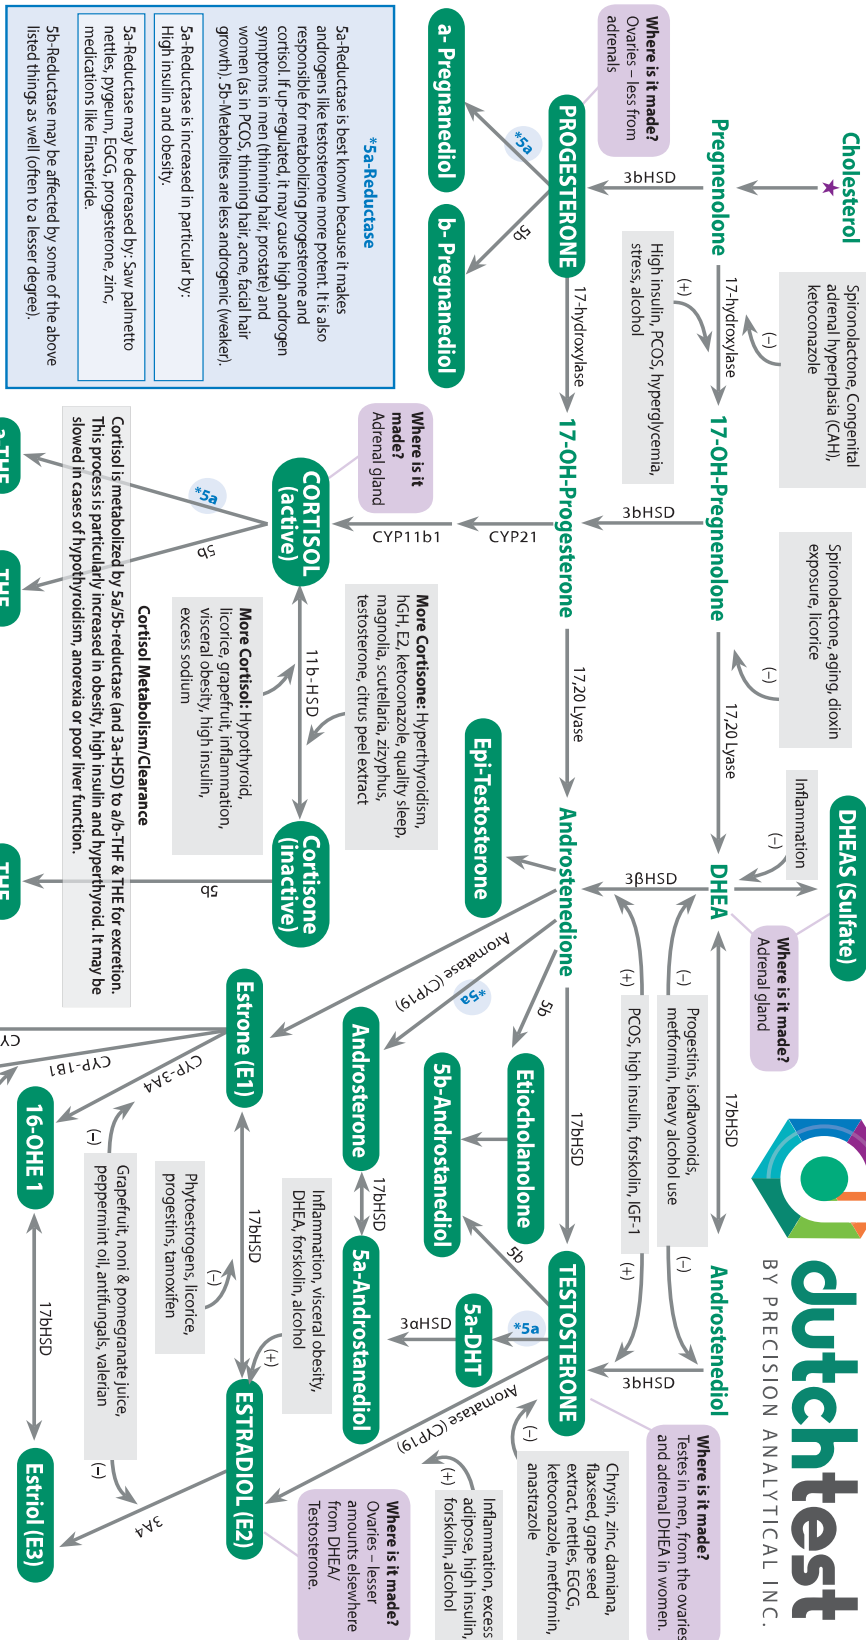 Cholesterol
Pregnenolone
3bHSD
PROGESTERONE
Where is it made?
Ovaries – less from
adrenals
*5a
5b
a- Pregnanediol
b- Pregnanediol
17-hydroxylase
(–)
Spironolactone, Congenital
adrenal hyperplasia (CAH),
ketoconazole
(+)
High insulin, PCOS, hyperglycemia,
stress, alcohol
17-hydroxylase
17-OH-Pregnenolone
3bHSD
17-OH-Progesterone
CYP21
CYP11b1
Spironolactone, aging, dioxin
exposure, licorice
(–)
17,20 Lyase
17,20 Lyase
DHEAS (Sulfate)
Inflammation
(–)
DHEA
Where is it made?
Adrenal gland
3βHSD
Androstenedione
Epi-Testosterone
17bHSD
Androstenediol
(–)
Progestins, isoflavonoids,
metformin, heavy alcohol use
(–)
(+)
PCOS, high insulin, forskolin, IGF-1
(+)
3bHSD
17bHSD
TESTOSTERONE
Where is it made?
Testes in men, from the ovaries
and adrenal DHEA in women.
dutchtest
BY PRECISION ANALYTICAL INC.
*5a-Reductase
5a-Reductase is best known because it makes
androgens like testosterone more potent. It is also
responsible for metabolizing progesterone and
cortisol. If up-regulated, it may cause high androgen
symptoms in men (thinning hair, prostate) and
women (as in PCOS, thinning hair, acne, facial hair
growth). 5b-Metabolites are less androgenic (weaker).
5a-Reductase is increased in particular by:
High insulin and obesity.
5a-Reductase may be decreased by: Saw palmetto
nettles, pygeum, EGCG, progesterone, zinc,
medications like Finasteride.
5b-Reductase may be affected by some of the above
listed things as well (often to a lesser degree).
Where is it
made?
Adrenal gland
CORTISOL
(active)
11b-HSD
Cortisone
(inactive)
More Cortisone: Hyperthyroidism,
hGH, E2, ketoconazole, quality sleep,
magnolia, scutellaria, zizyphus,
testosterone, citrus peel extract
More Cortisol: Hypothyroid,
licorice, grapefruit, inflammation,
visceral obesity, high insulin,
excess sodium
*5a
5b
5b
Cortisol Metabolism/Clearance
Cortisol is metabolized by 5a/5b-reductase (and 3a-HSD) to a/b-THF & THE for excretion.
This process is particularly increased in obesity, high insulin and hyperthyroid. It may be
slowed in cases of hypothyroidism, anorexia or poor liver function.
a-THF
THF
THE
Aromatase (CYP19)
*5a
5b
Etiocholanolone
5b-Androstanediol
5b
*5a
5a-DHT
3αHSD
Androsterone
17bHSD
5a-Androstanediol
Aromatase (CYP19)
(–)
Chrysin, zinc, damiana,
flaxseed, grape seed
extract, nettles, EGCG,
ketoconazole, metformin,
anastrazole
(+)
Inflammation, excess
adipose, high insulin,
forskolin, alcohol
Estrone (E1)
17bHSD
ESTRADIOL (E2)
Inflammation, visceral obesity,
DHEA, forskolin, alcohol
(+)
Phytoestrogens, licorice,
progestins, tamoxifen
(–)
Where is it made?
Ovaries – lesser
amounts elsewhere
from DHEA/
Testosterone.
CYP-3A4
CYP-1B1
CY
(–)
Grapefruit, noni & pomegranate juice,
peppermint oil, antifungals, valerian
(–)
3A4
16-OHE 1
17bHSD
Estriol (E3)